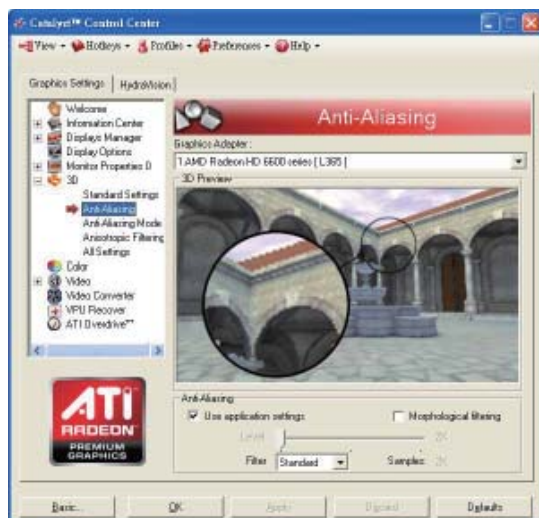 Catalyst™ Control Center
View
Hotkeys
Profiles
Preferences
Help
Graphics Settings
HydraVision
Welcome
Information Center
Displays Manager
Display Options
Monitor Properties 0
3D
Standard Settings
Anti-Aliasing
Anti-Aliasing Mode
Anisotropic Filtering
All Settings
Color
Video
Video Converter
VPU Recover
ATI Overdrive™
ATI
RADEON
PREMIUM
GRAPHICS
Anti-Aliasing
Graphics Adapter:
AMD Radeon HD 6600 series [ L365 ]
3D Preview
Anti-Aliasing
Use application settings
Morphological filtering
Level
2X
Filter
Standard
Samples:
2X
Basic...
OK
Apply
Discard
Defaults